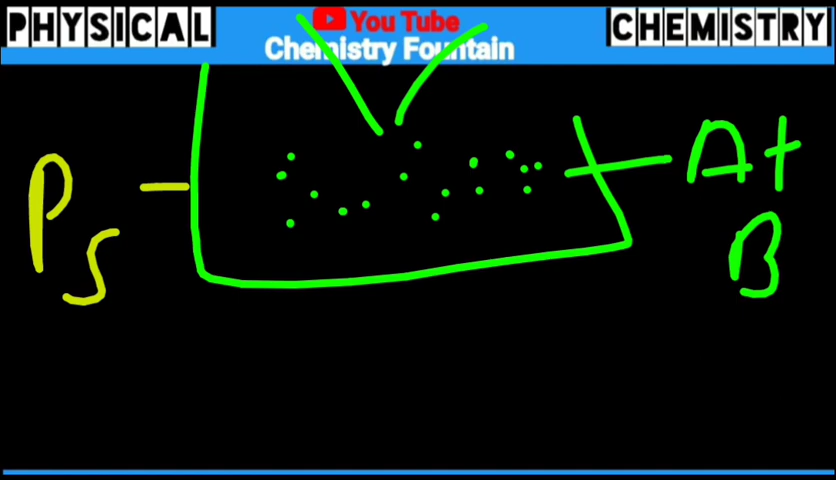 PHYSICAL
You Tube
Chemistry Fountain
CHEMISTRY
Ps
A+
B